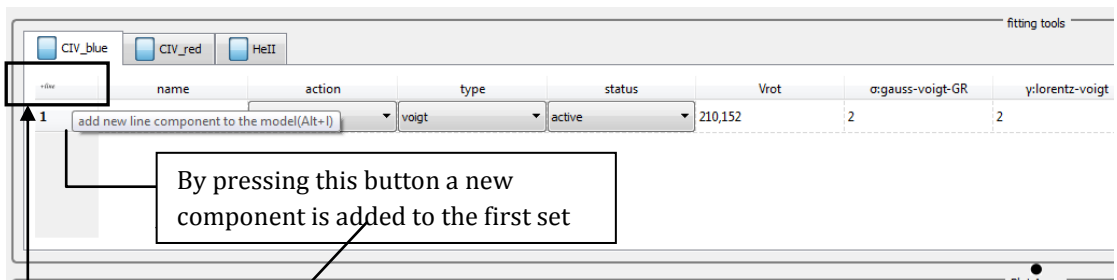 fitting tools
CIV_blue CIV_red HeII
+line name action type status Vrot σ:gauss-voigt-GR γ:lorentz-voigt
1 add new line component to the model(Alt+I) voigt active 210,152 2 2
By pressing this button a new
component is added to the first set